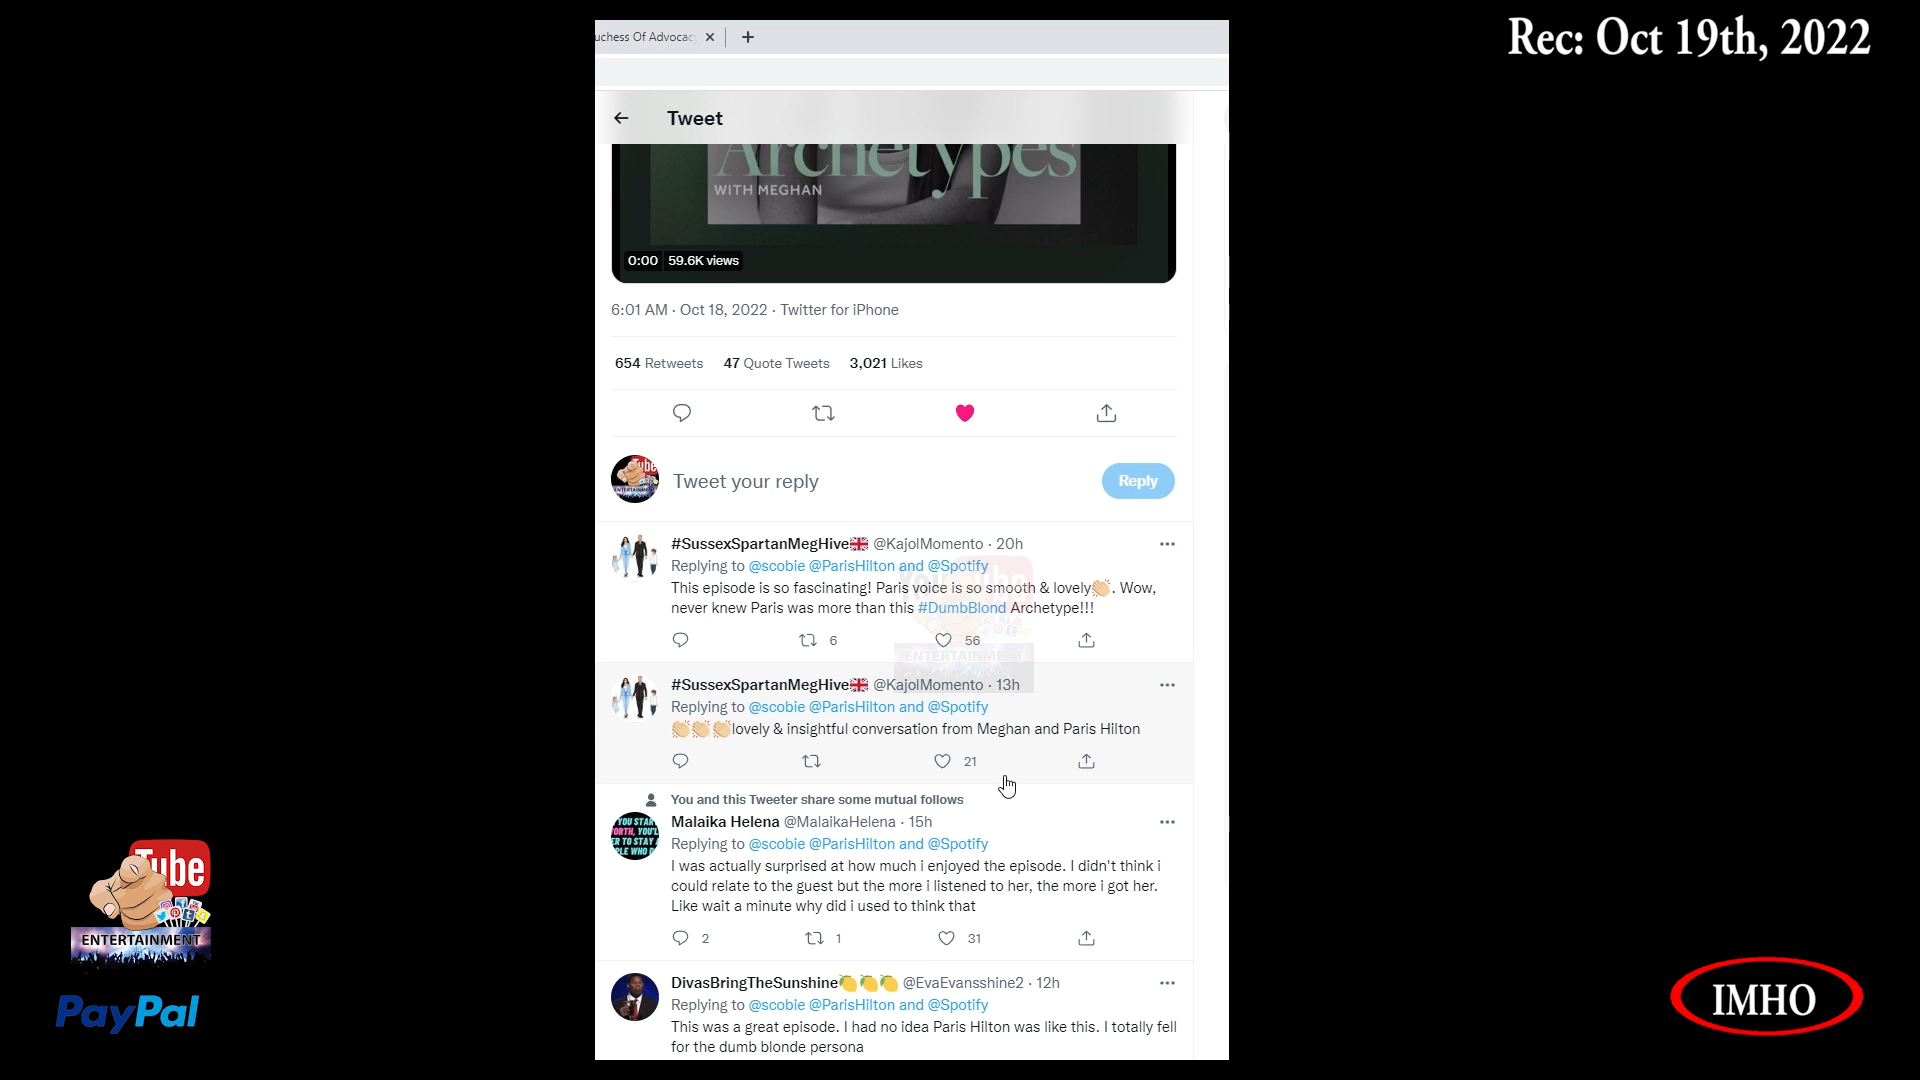 Rec: Oct 19th, 2022
uchess Of Advocac
Tweet
Archetypes
WITH MEGHAN
0:00 59.6K views
6:01 AM · Oct 18, 2022 · Twitter for iPhone
654 Retweets 47 Quote Tweets 3,021 Likes
Tweet your reply
Reply
#SussexSpartanMegHive🇬🇧 @KajolMomento · 20h
Replying to @scobie @ParisHilton and @Spotify
This episode is so fascinating! Paris voice is so smooth & lovely👏🏼. Wow,
never knew Paris was more than this #DumbBlond Archetype!!!
6 56
#SussexSpartanMegHive🇬🇧 @KajolMomento · 13h
Replying to @scobie @ParisHilton and @Spotify
👏🏼👏🏼👏🏼lovely & insightful conversation from Meghan and Paris Hilton
21
You and this Tweeter share some mutual follows
Malaika Helena @MalaikaHelena · 15h
Replying to @scobie @ParisHilton and @Spotify
I was actually surprised at how much i enjoyed the episode. I didn't think i
could relate to the guest but the more i listened to her, the more i got her.
Like wait a minute why did i used to think that
2 1 31
DivasBringTheSunshine🍋🍋🍋 @EvaEvansshine2 · 12h
Replying to @scobie @ParisHilton and @Spotify
This was a great episode. I had no idea Paris Hilton was like this. I totally fell
for the dumb blonde persona
Tube
ENTERTAINMENT
PayPal
IMHO